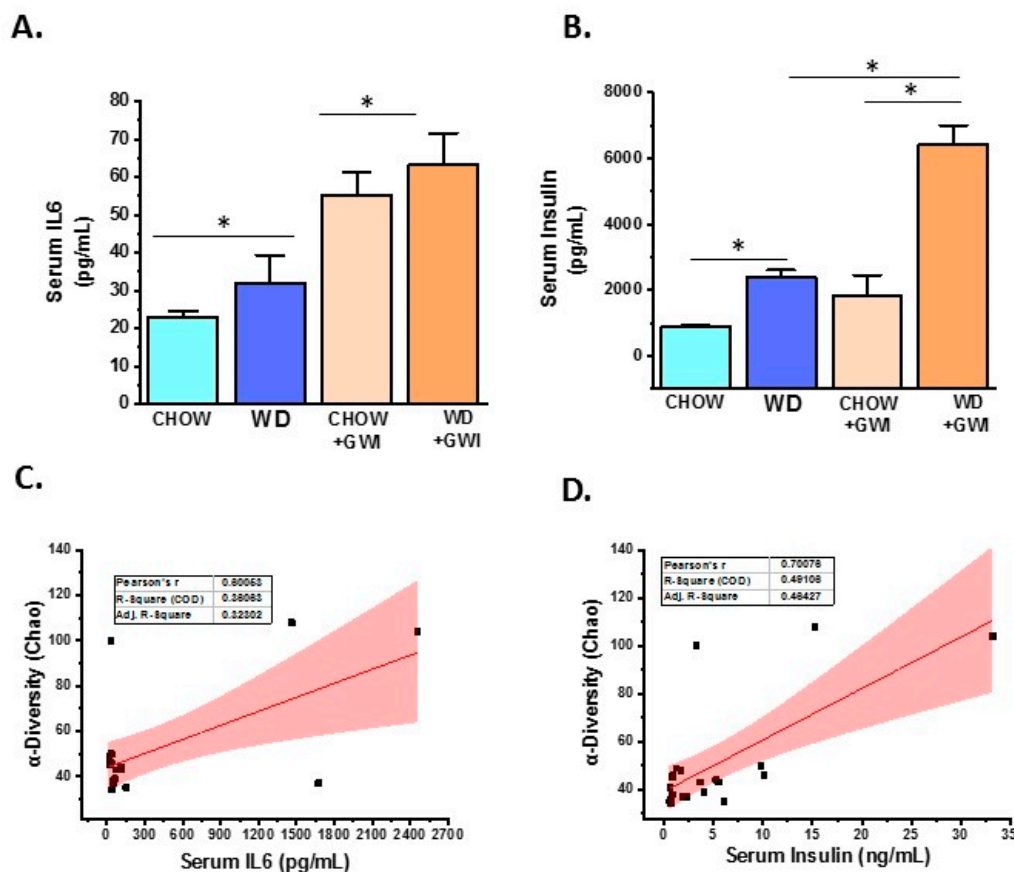 A.
B.
Serum IL6
(pg/mL)
80
70
60
50
40
30
20
10
0
*
*
CHOW
WD
CHOW
+GWI
WD
+GWI
Serum Insulin
(pg/mL)
8000
6000
4000
2000
0
*
*
*
CHOW
WD
CHOW
+GWI
WD
+GWI
C.
D.
α-Diversity (Chao)
140
120
100
80
60
40
Pearson's r 0.60053
R-Square (COD) 0.36063
Adj. R-Square 0.32302
0 300 600 900 1200 1500 1800 2100 2400 2700
Serum IL6 (pg/mL)
α-Diversity (Chao)
140
120
100
80
60
40
Pearson's r 0.70076
R-Square (COD) 0.49106
Adj. R-Square 0.46427
0 5 10 15 20 25 30 35
Serum Insulin (ng/mL)